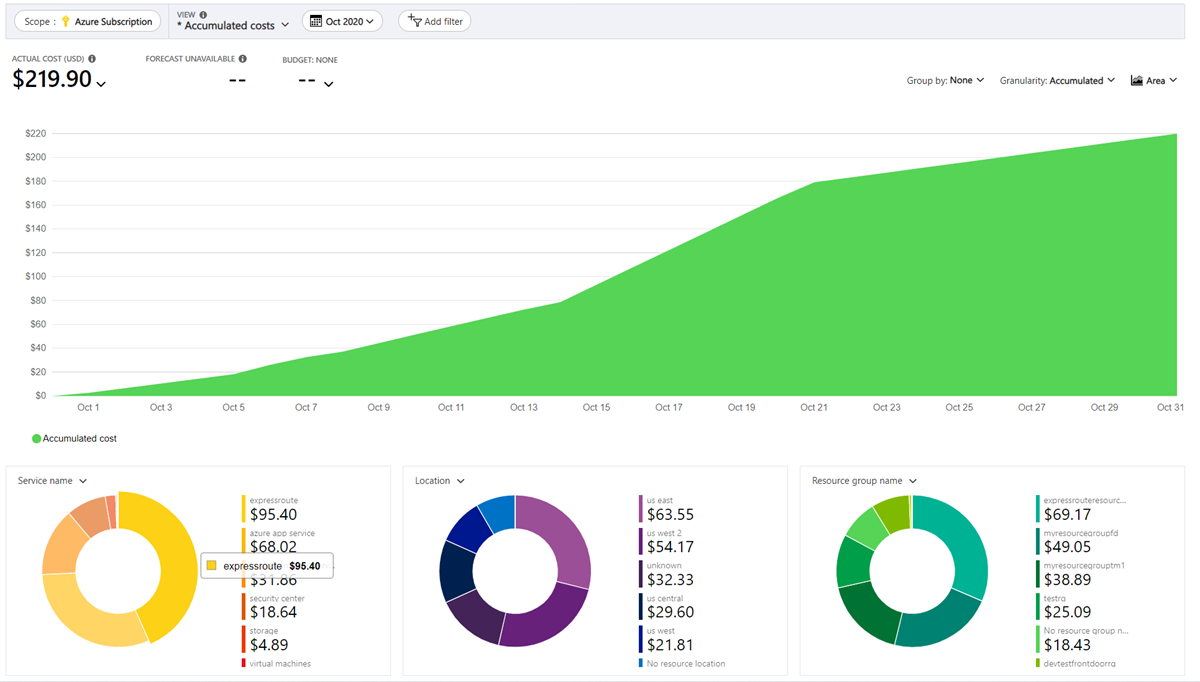 Scope : Azure Subscription
VIEW
* Accumulated costs
Oct 2020
Add filter
ACTUAL COST (USD)
$219.90
FORECAST UNAVAILABLE
--
BUDGET: NONE
--
Group by: None
Granularity: Accumulated
Area
$220
$200
$180
$160
$140
$120
$100
$80
$60
$40
$20
$0
Oct 1 Oct 3 Oct 5 Oct 7 Oct 9 Oct 11 Oct 13 Oct 15 Oct 17 Oct 19 Oct 21 Oct 23 Oct 25 Oct 27 Oct 29 Oct 31
Accumulated cost
Service name
expressroute
$95.40
azure app service
$68.02
expressroute $95.40
$31.86
security center
$18.64
storage
$4.89
virtual machines
Location
us east
$63.55
us west 2
$54.17
unknown
$32.33
us central
$29.60
us west
$21.81
No resource location
Resource group name
expressrouteresourc...
$69.17
myresourcegroupfd
$49.05
myresourcegrouptm1
$38.89
testrg
$25.09
No resource group n...
$18.43
devtestfrontdoorrg